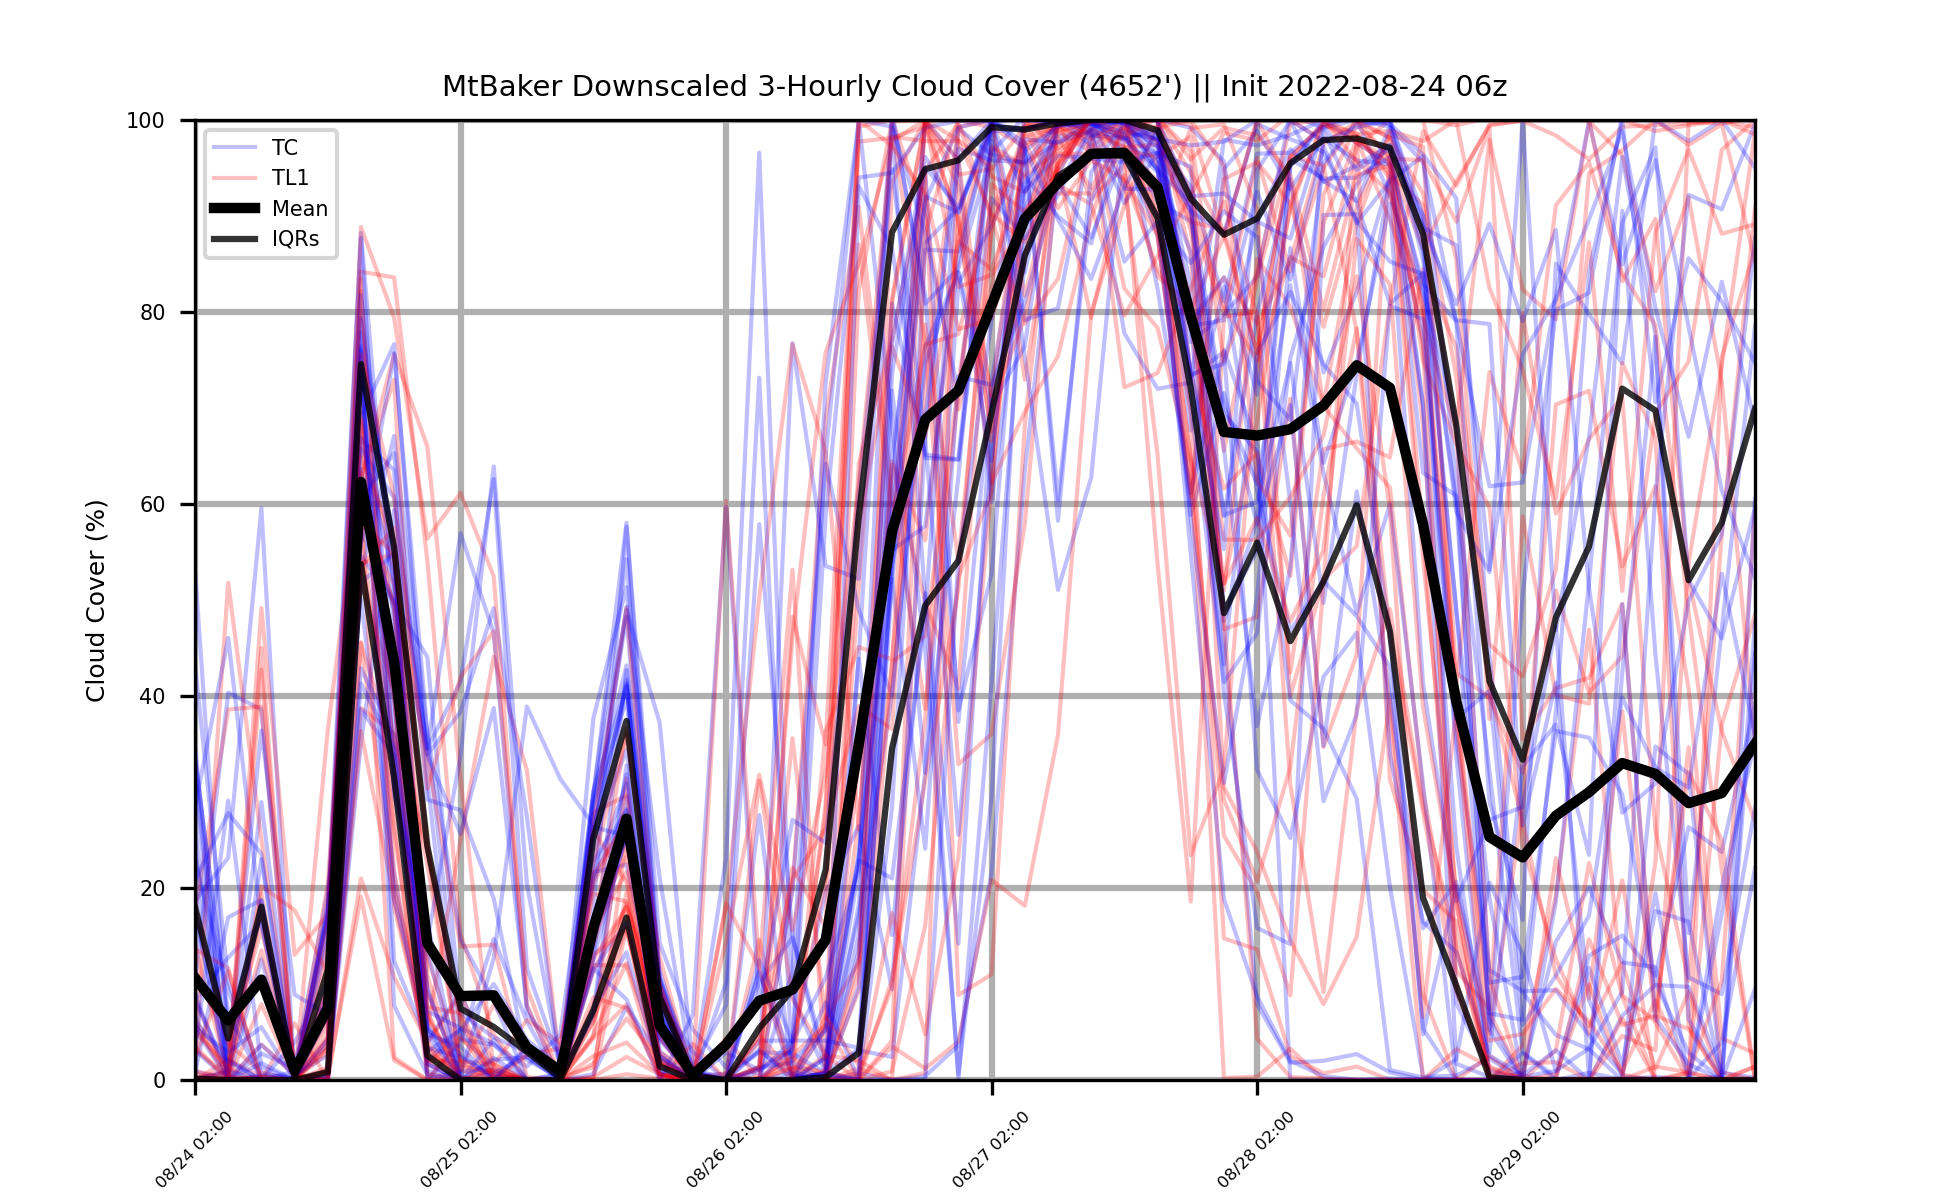 MtBaker Downscaled 3-Hourly Cloud Cover (4652') || Init 2022-08-24 06z
Cloud Cover (%)
100
80
60
40
20
0
TC
TL1
Mean
IQRs
08/24 02:00
08/25 02:00
08/26 02:00
08/27 02:00
08/28 02:00
08/29 02:00